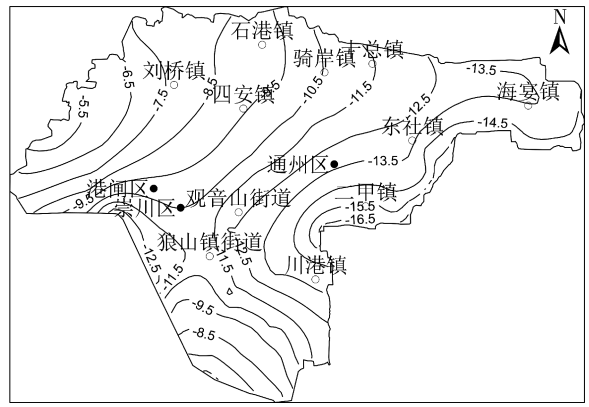 N
石港镇
骑岸镇
十总镇
-13.5
-6.5
刘桥镇
-5.5
-7.5
-8.5
四安镇
-9.5
-10.5
-11.5
海宴镇
-12.5
东社镇
-14.5
通州区
-13.5
港闸区
观音山街道
二甲镇
-9.5
崇川区
-15.5
-16.5
狼山镇街道
-12.5
-11.5
-11.5
-12.5
川港镇
-9.5
-8.5